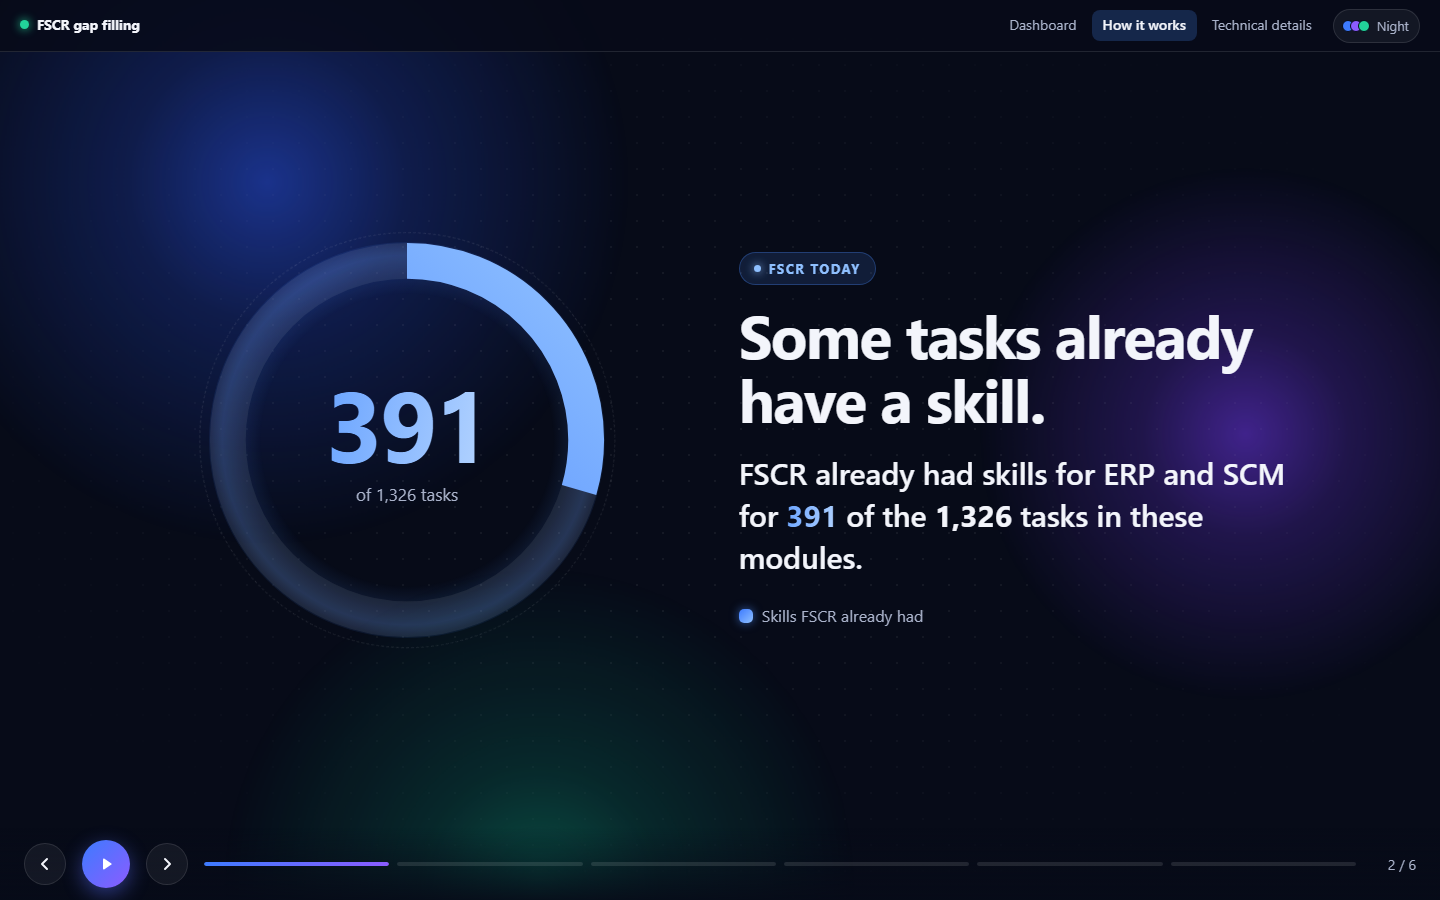 FSCR gap filling
Dashboard
How it works
Technical details
Night
391
of 1,326 tasks
FSCR TODAY
Some tasks already
have a skill.
FSCR already had skills for ERP and SCM
for 391 of the 1,326 tasks in these
modules.
Skills FSCR already had
2 / 6